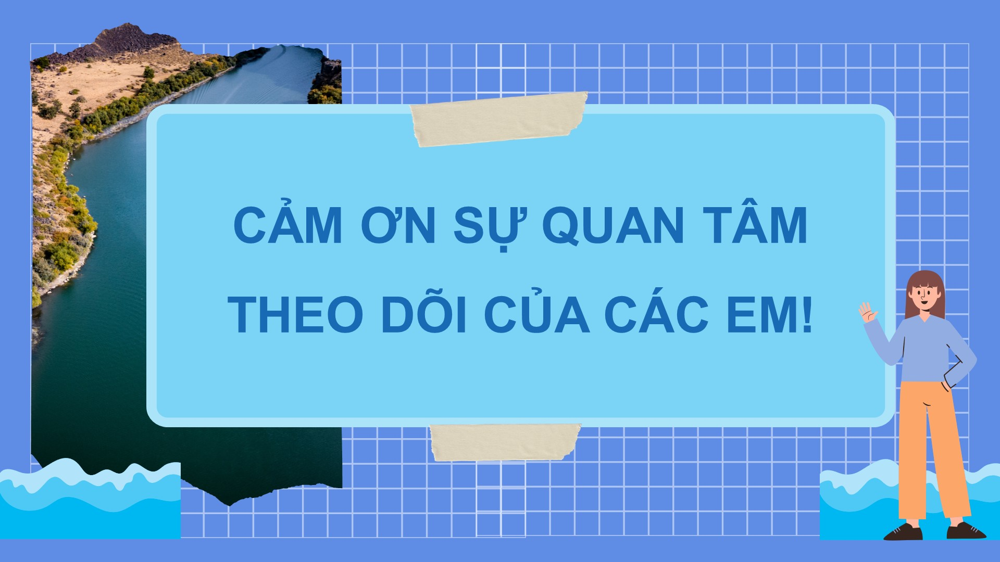 CẢM ƠN SỰ QUAN TÂM
THEO DÕI CỦA CÁC EM!